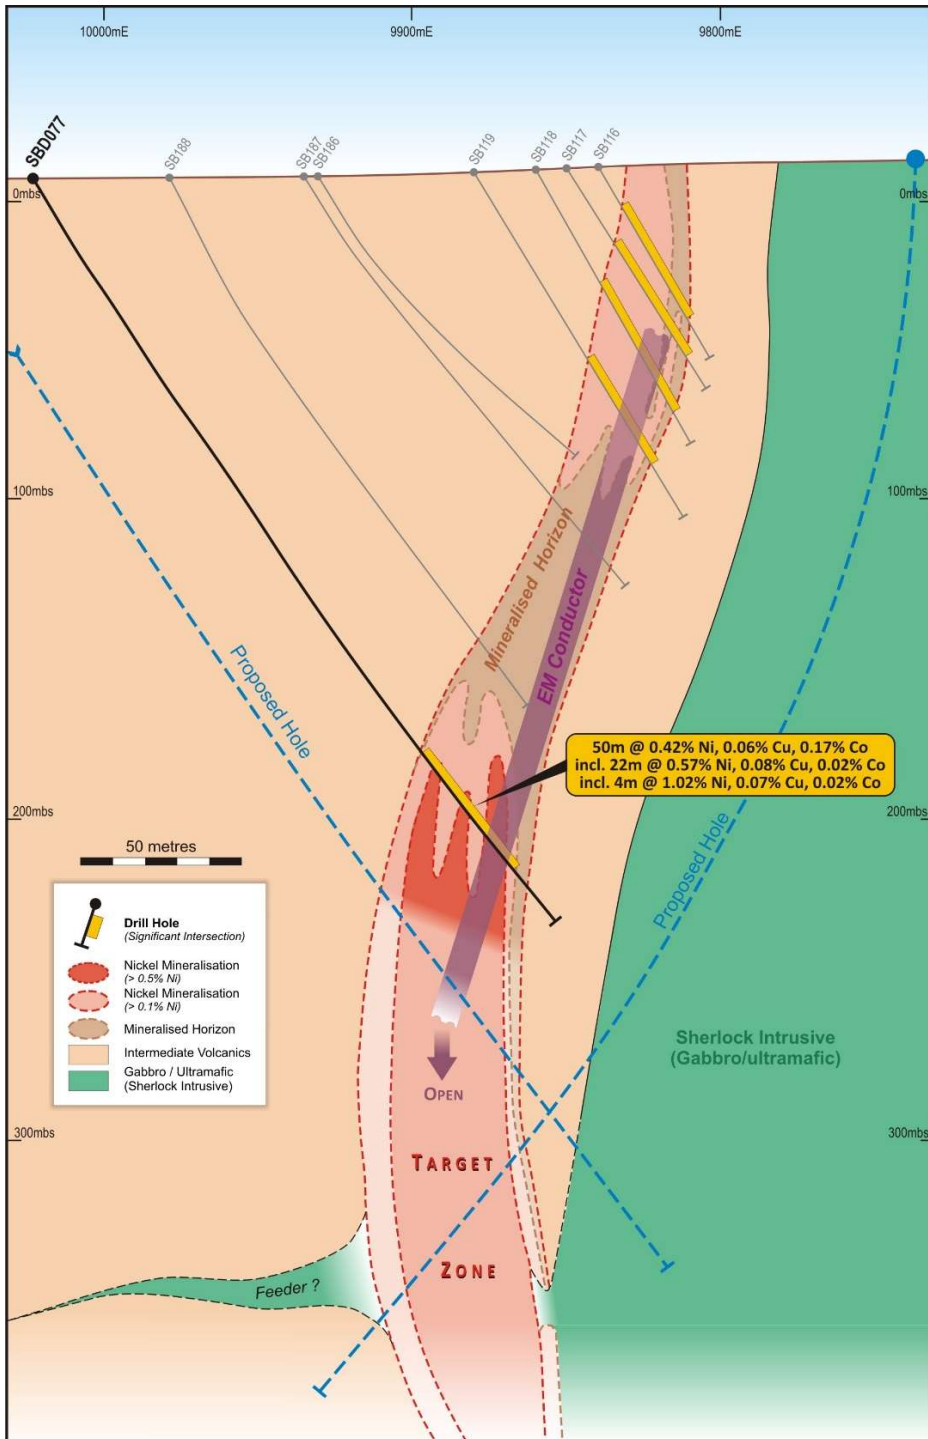 10000mE
9900mE
9800mE
SBD077
SB188
SB187
SB186
SB119
SB118
SB117
SB116
0mbs
0mbs
100mbs
100mbs
Mineralised Horizon
EM Conductor
Proposed Hole
50m @ 0.42% Ni, 0.06% Cu, 0.17% Co
incl. 22m @ 0.57% Ni, 0.08% Cu, 0.02% Co
incl. 4m @ 1.02% Ni, 0.07% Cu, 0.02% Co
200mbs
200mbs
Proposed Hole
50 metres
Drill Hole
(Significant Intersection)
Nickel Mineralisation
(> 0.5% Ni)
Nickel Mineralisation
(> 0.1% Ni)
Mineralised Horizon
Intermediate Volcanics
Gabbro / Ultramafic
(Sherlock Intrusive)
Sherlock Intrusive
(Gabbro/ultramafic)
OPEN
300mbs
300mbs
TARGET
ZONE
Feeder ?